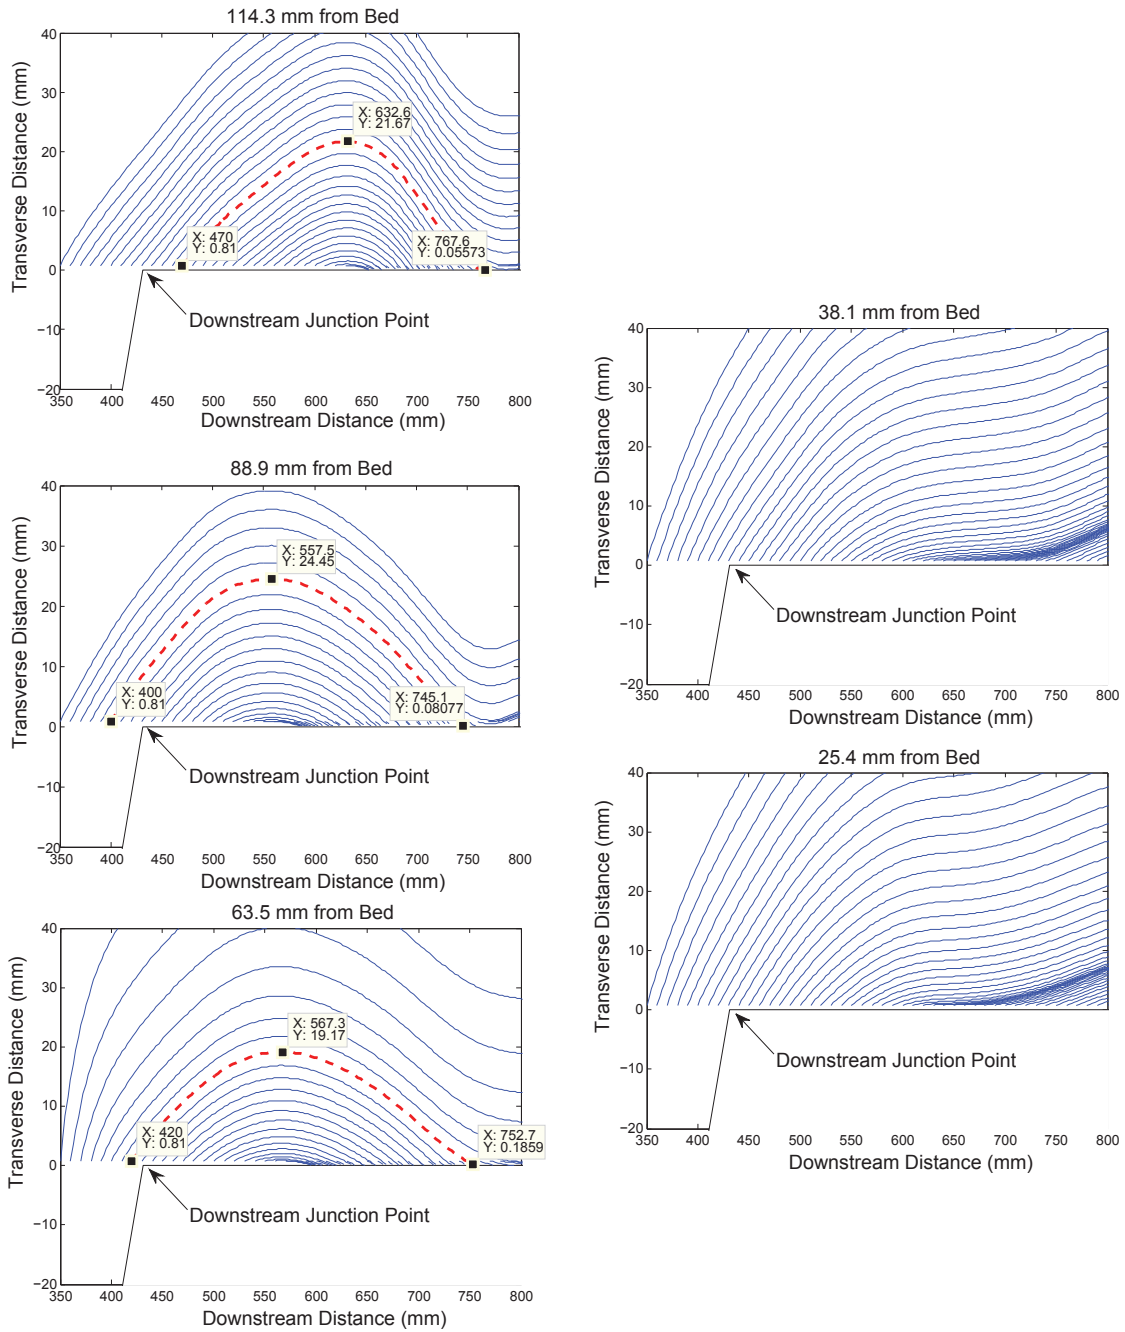 114.3 mm from Bed
Transverse Distance (mm)
40
30
20
10
0
−10
−20
X: 632.6
Y: 21.67
X: 470
Y: 0.81
X: 767.6
Y: 0.05573
Downstream Junction Point
350 400 450 500 550 600 650 700 750 800
Downstream Distance (mm)
88.9 mm from Bed
Transverse Distance (mm)
40
30
20
10
0
−10
−20
X: 557.5
Y: 24.45
X: 400
Y: 0.81
X: 745.1
Y: 0.08077
Downstream Junction Point
350 400 450 500 550 600 650 700 750 800
Downstream Distance (mm)
63.5 mm from Bed
Transverse Distance (mm)
40
30
20
10
0
−10
−20
X: 567.3
Y: 19.17
X: 420
Y: 0.81
X: 752.7
Y: 0.1859
Downstream Junction Point
350 400 450 500 550 600 650 700 750 800
Downstream Distance (mm)
38.1 mm from Bed
Transverse Distance (mm)
40
30
20
10
0
−10
−20
Downstream Junction Point
350 400 450 500 550 600 650 700 750 800
Downstream Distance (mm)
25.4 mm from Bed
Transverse Distance (mm)
40
30
20
10
0
−10
−20
Downstream Junction Point
350 400 450 500 550 600 650 700 750 800
Downstream Distance (mm)